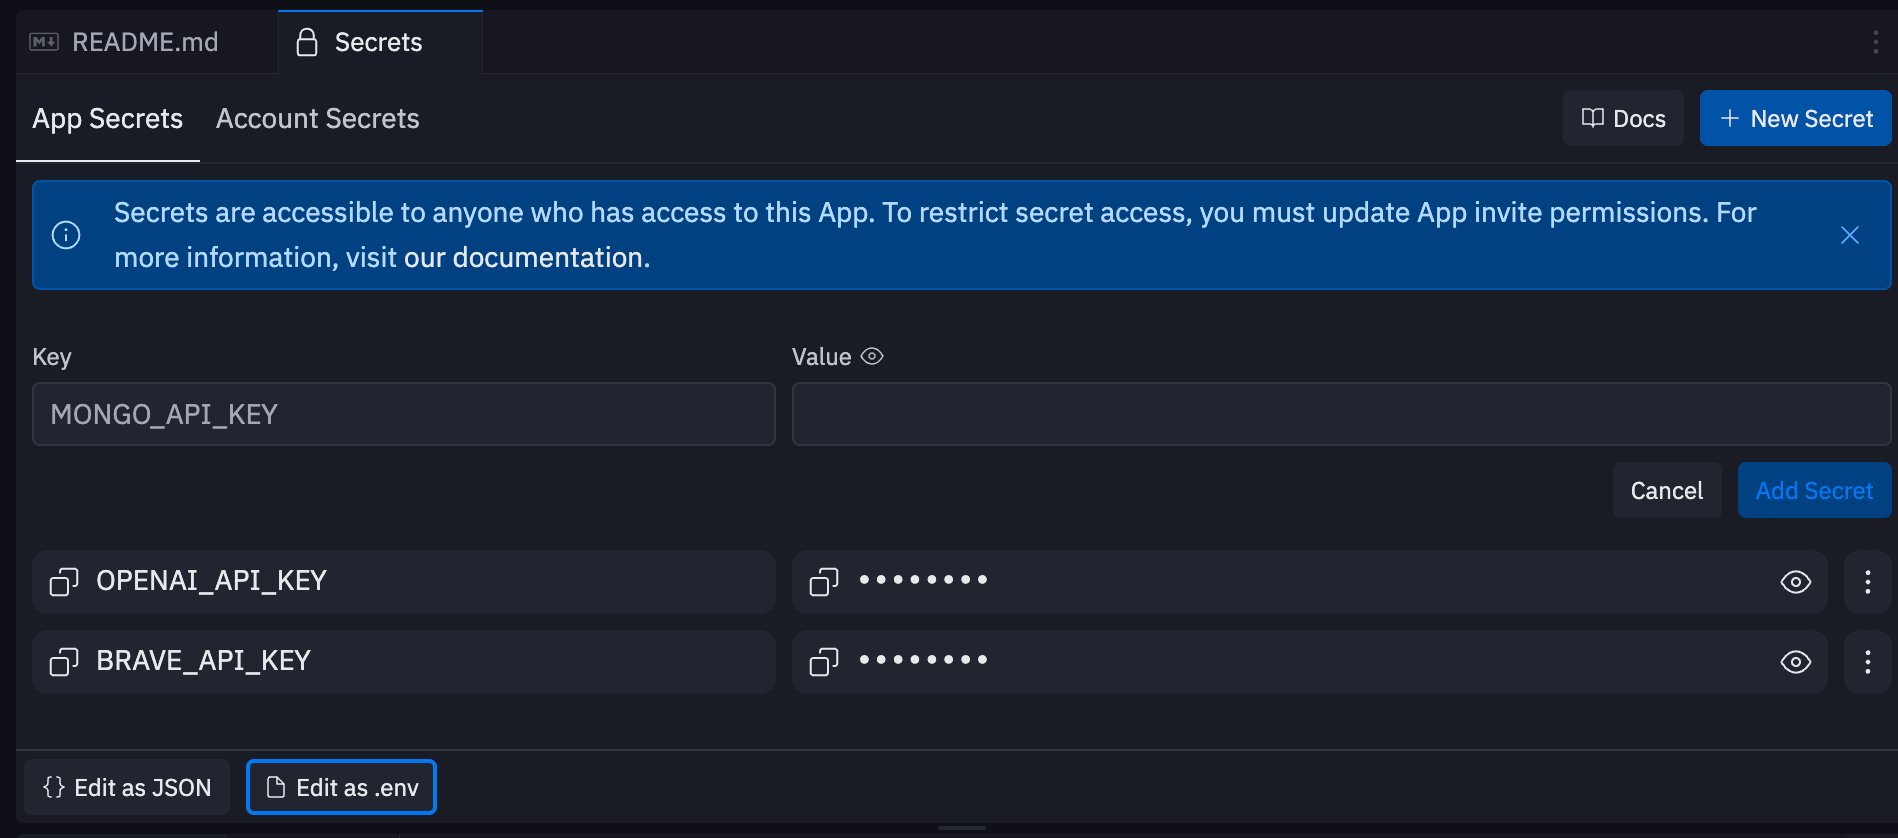 README.md
Secrets
App Secrets
Account Secrets
Docs
New Secret
Secrets are accessible to anyone who has access to this App. To restrict secret access, you must update App invite permissions. For
more information, visit our documentation.
Key
Value
MONGO_API_KEY
Cancel
Add Secret
OPENAI_API_KEY
••••••••
BRAVE_API_KEY
••••••••
{} Edit as JSON
Edit as .env